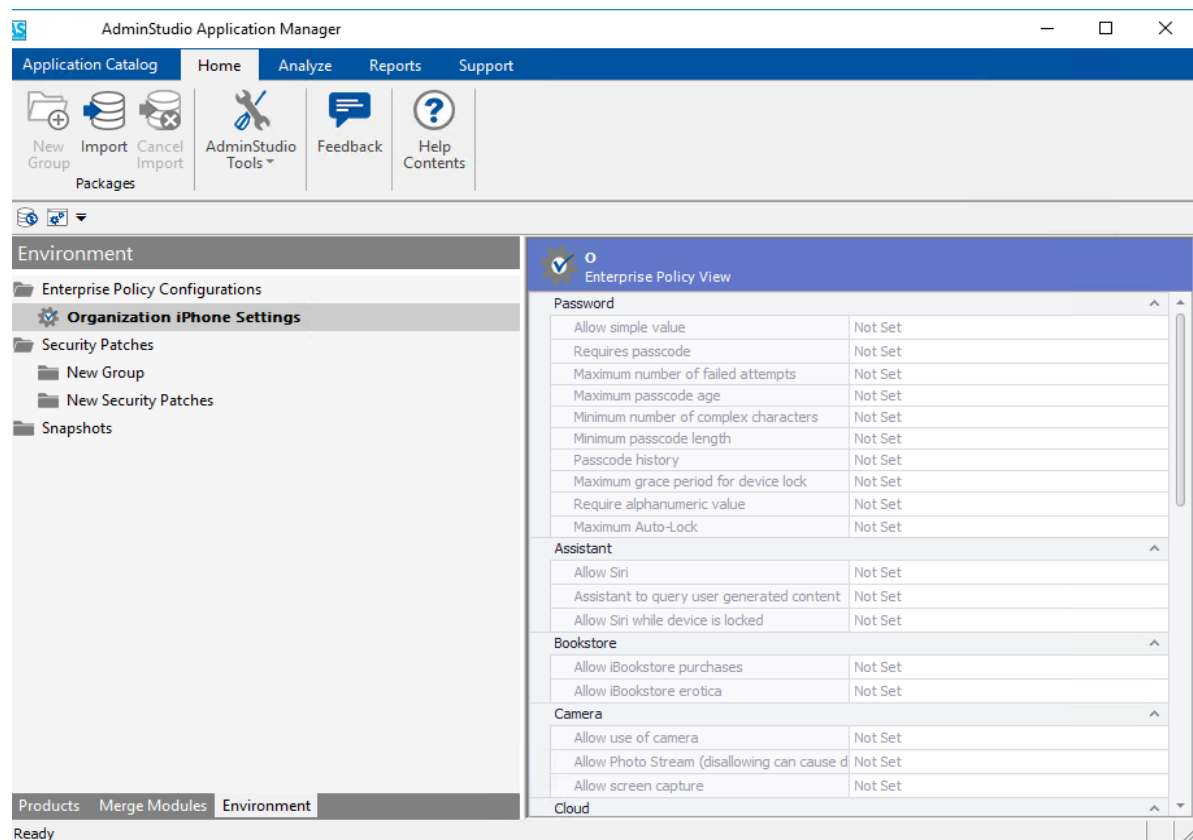 AS AdminStudio Application Manager
Application Catalog Home Analyze Reports Support
New Group
Import
Cancel Import
AdminStudio Tools
Feedback
Help Contents
Packages
Environment
Enterprise Policy Configurations
Organization iPhone Settings
Security Patches
New Group
New Security Patches
Snapshots
Products Merge Modules Environment
Ready
O
Enterprise Policy View
Password
Allow simple value Not Set
Requires passcode Not Set
Maximum number of failed attempts Not Set
Maximum passcode age Not Set
Minimum number of complex characters Not Set
Minimum passcode length Not Set
Passcode history Not Set
Maximum grace period for device lock Not Set
Require alphanumeric value Not Set
Maximum Auto-Lock Not Set
Assistant
Allow Siri Not Set
Assistant to query user generated content Not Set
Allow Siri while device is locked Not Set
Bookstore
Allow iBookstore purchases Not Set
Allow iBookstore erotica Not Set
Camera
Allow use of camera Not Set
Allow Photo Stream (disallowing can cause d Not Set
Allow screen capture Not Set
Cloud